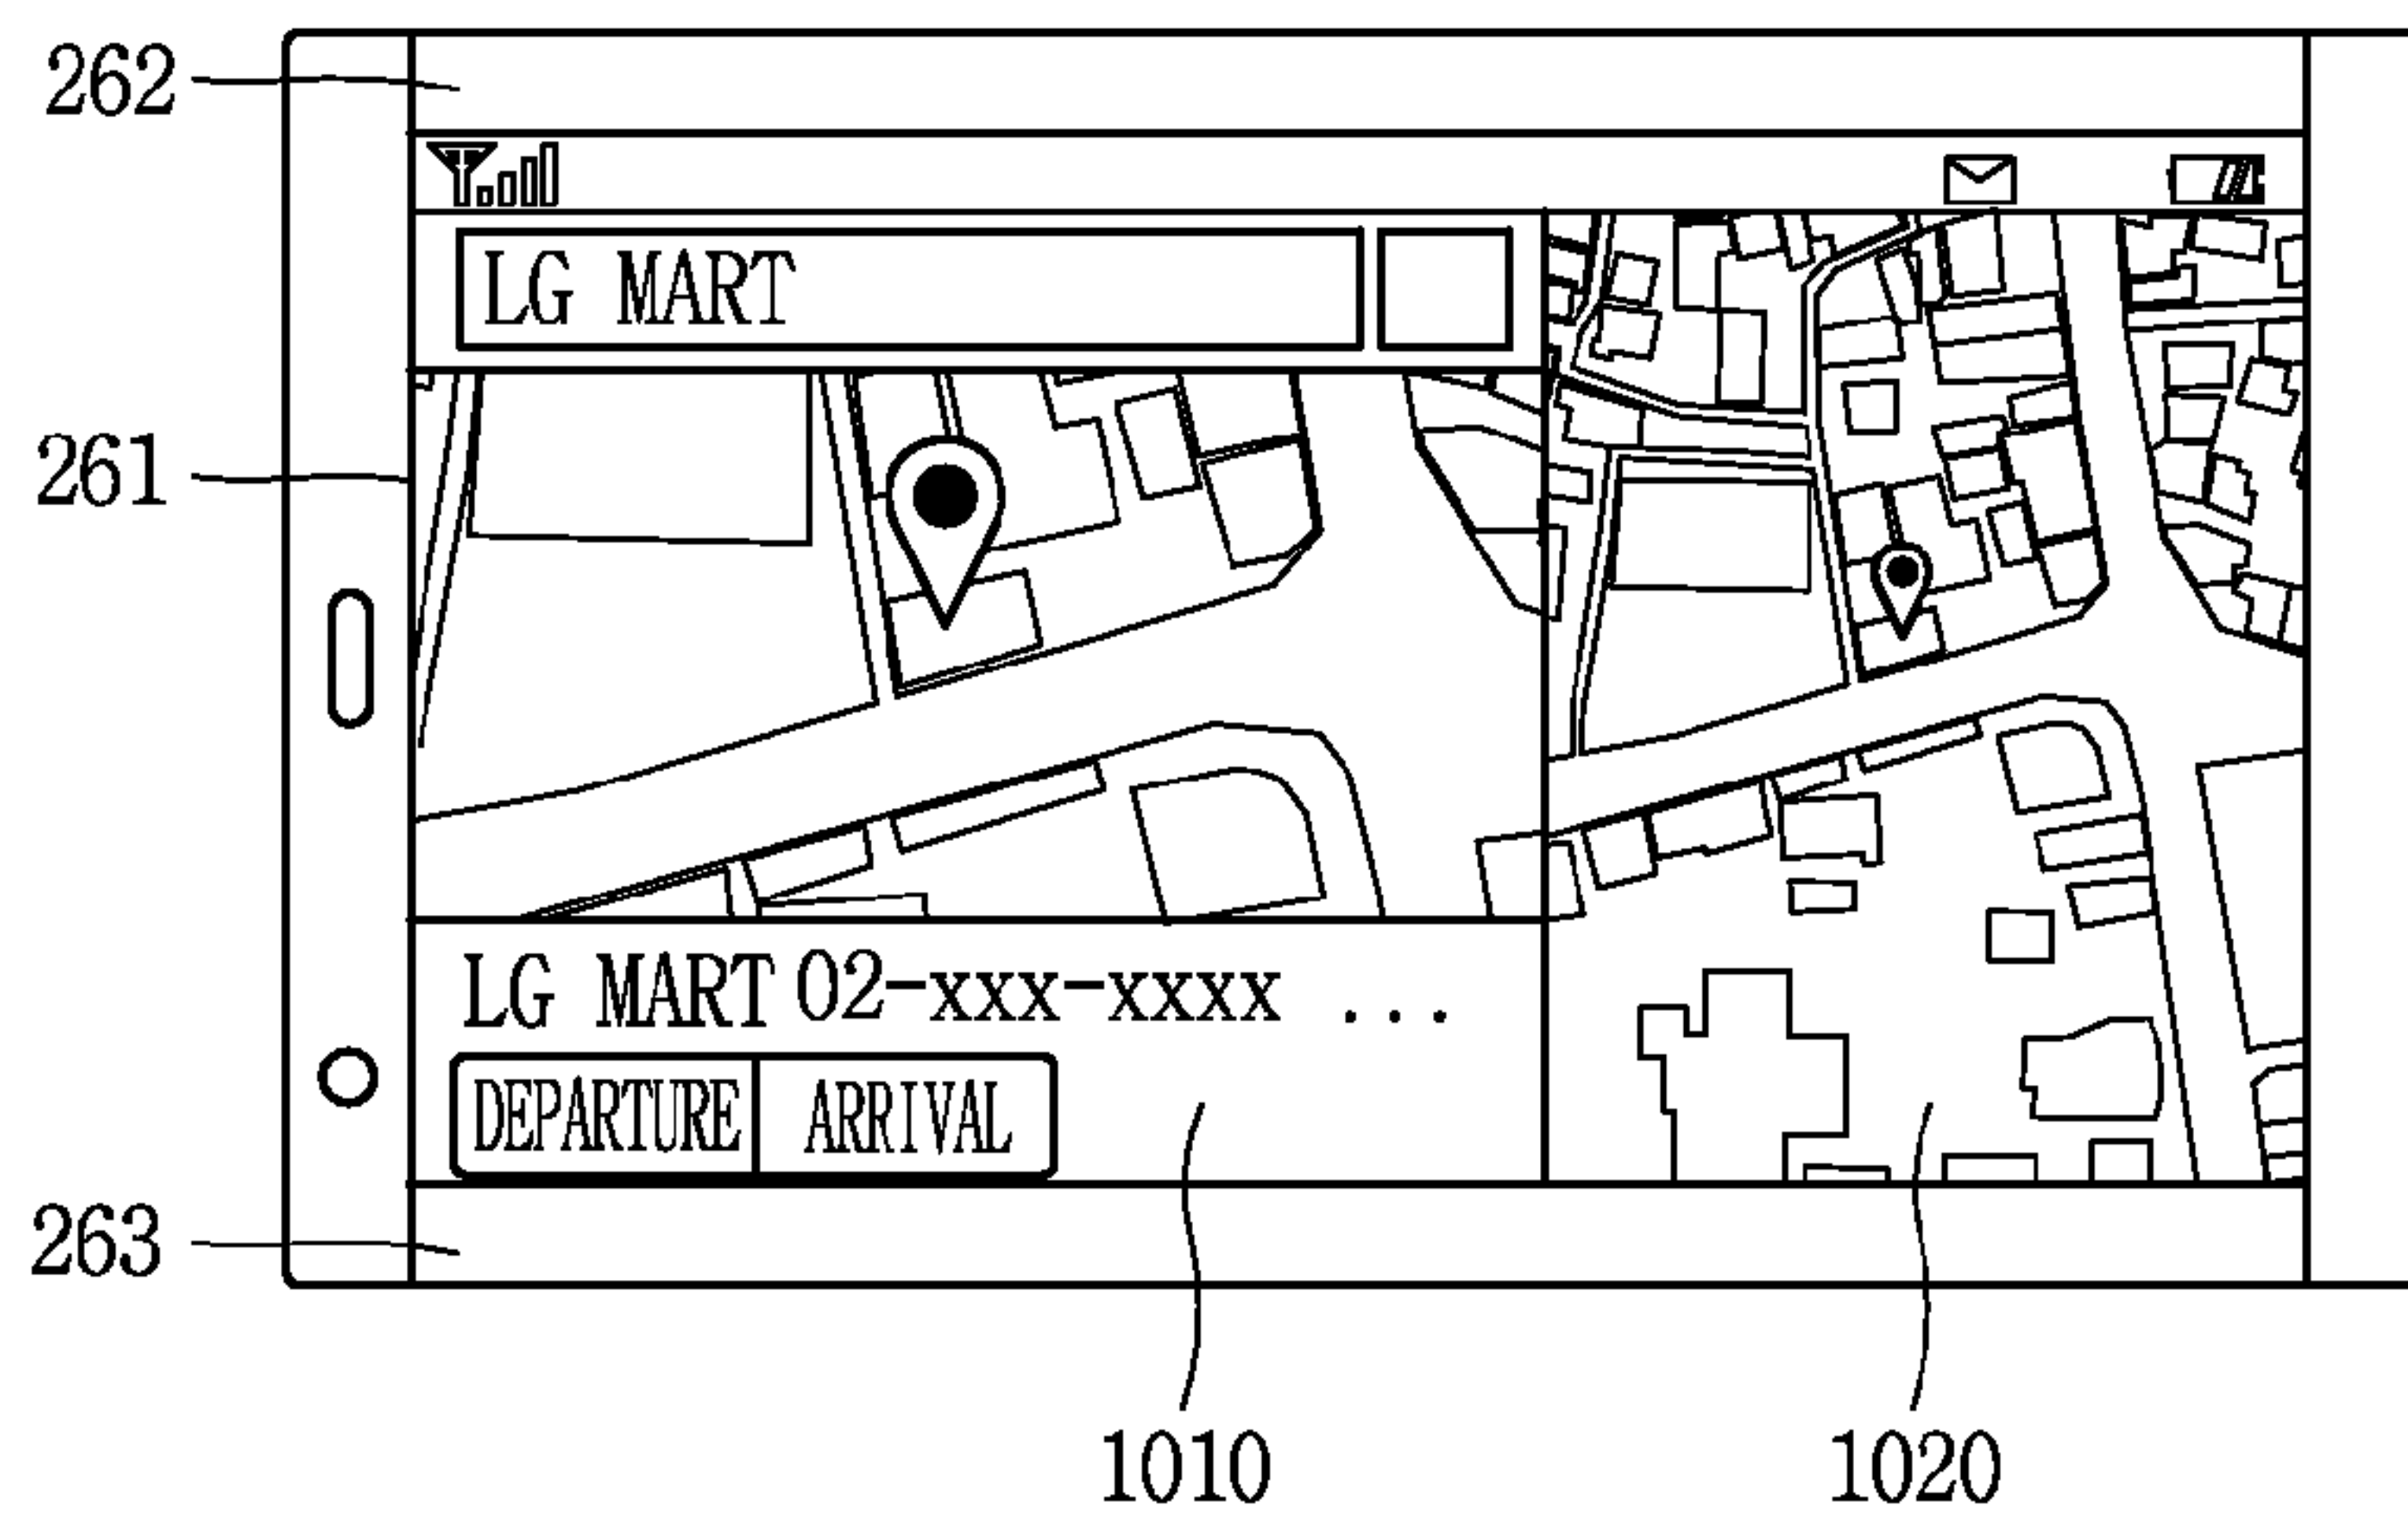 262
LG MART
261
LG MART 02-xxx-xxxx ...
DEPARTURE ARRIVAL
263
1010 1020